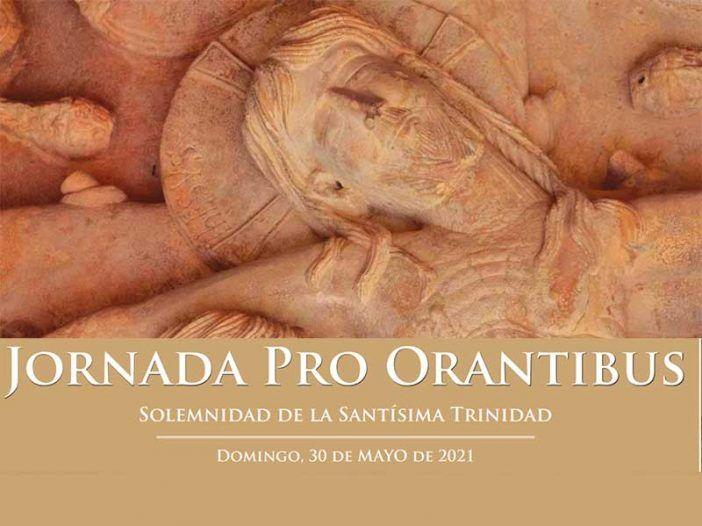 Jornada Pro Orantibus
Solemnidad de la Santísima Trinidad
Domingo, 30 de MAYO de 2021